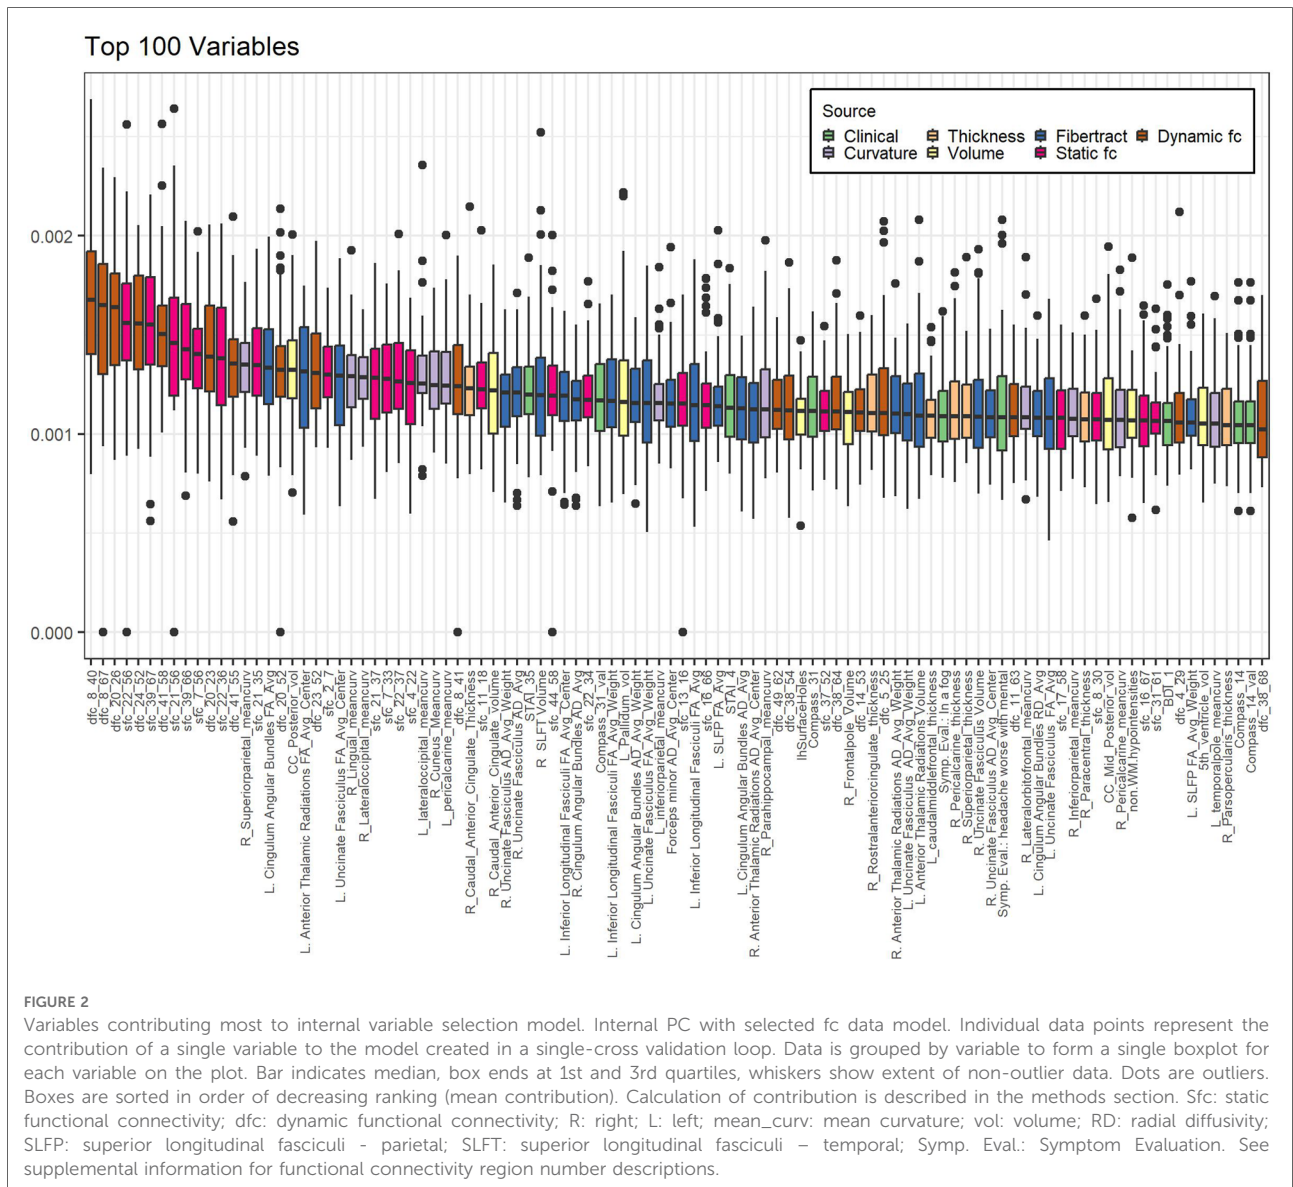 Top 100 Variables
Source
Clinical Thickness Fibertract Dynamic fc
Curvature Volume Static fc
0.002
0.001
0.000
dfc_8_40
dfc_8_67
dfc_20_26
sfc_22_56
dfc_24_52
sfc_39_67
dfc_41_58
sfc_21_56
sfc_39_66
sfc_7_56
dfc_70_23
sfc_22_36
dfc_41_55
R_Superiorparietal_meancurv
sfc_21_35
L. Cingulum Angular Bundles FA_Avg
dfc_20_52
CC_Posterior_vol
L. Anterior Thalamic Radiations FA_Avg_Center
dfc_23_52
sfc_2_7
L. Uncinate Fasciculus FA_Avg_Center
R_Lingual_meancurv
R_Lateraloccipital_meancurv
sfc_27_37
sfc_7_33
sfc_22_37
sfc_4_22
L_lateraloccipital_meancurv
R_Cuneus_Meancurv
L_pericalcarine_meancurv
dfc_8_41
R_Caudal_Anterior_Cingulate_Thickness
sfc_11_18
R_Caudal_Anterior_Cingulate_volume
R. Uncinate Fasciculus AD_Avg_Weight
R. Uncinate Fasciculus AD_Avg
STAI_35
R SLFT Volume
sfc_44_58
L. Inferior Longitudinal Fasciculi FA_Avg_Center
R. Cingulum Angular Bundles AD_Avg
sfc_22_34
Compass_31_val
L. Inferior Longitudinal Fasciculi FA_Avg_Weight
L_Pallidum_vol
L. Cingulum Angular Bundles AD_Avg_Weight
L. Uncinate Fasciculus FA_Avg_Weight
L_inferiorparietal_meancurv
Forceps minor AD_Avg_Center
sfc_13_16
L. Inferior Longitudinal Fasciculi FA_Avg
sfc_16_66
L. SLFP FA_Avg
STAI_4
L. Cingulum Angular Bundles AD_Avg
R. Anterior Thalamic Radiations AD_Avg_Center
R_Parahippocampal_meancurv
dfc_49_62
dfc_38_54
lhSurfaceHoles
Compass_31
sfc_37_52
dfc_38_64
R_Frontalpole_Volume
dfc_14_53
R_Rostralanteriorcingulate_thickness
dfc_5_25
R. Anterior Thalamic Radiations AD_Avg_Weight
L. Uncinate Fasciculus AD_Avg_Weight
L. Anterior Thalamic Radiations Volume
L_caudalmiddlefrontal_thickness
Symp. Eval.: In a fog
R_Pericalcarine_thickness
R_Superiorparietal_thickness
R. Uncinate Fasciculus Volume
R. Uncinate Fasciculus AD_Avg_Center
Symp. Eval.: headache worse with mental
dfc_11_63
R_Lateralorbitofrontal_meancurv
L. Cingulum Angular Bundles RD_Avg
L. Uncinate Fasciculus FA_Avg
sfc_17_58
R_Inferiorparietal_meancurv
R_Paracentral_thickness
sfc_8_30
CC_Mid_Posterior_vol
R_Pericalicarine_meancurv
non.WM.hypointensities
sfc_16_67
sfc_31_61
BDI_1
dfc_4_29
L. SLFP FA_Avg_Weight
5th_ventricle_vol
L_temporalpole_meancurv
R_Parsopercularis_thickness
Compass_14
Compass_14_val
dfc_38_68
FIGURE 2
Variables contributing most to internal variable selection model. Internal PC with selected fc data model. Individual data points represent the
contribution of a single variable to the model created in a single-cross validation loop. Data is grouped by variable to form a single boxplot for
each variable on the plot. Bar indicates median, box ends at 1st and 3rd quartiles, whiskers show extent of non-outlier data. Dots are outliers.
Boxes are sorted in order of decreasing ranking (mean contribution). Calculation of contribution is described in the methods section. Sfc: static
functional connectivity; dfc: dynamic functional connectivity; R: right; L: left; mean_curv: mean curvature; vol: volume; RD: radial diffusivity;
SLFP: superior longitudinal fasciculi - parietal; SLFT: superior longitudinal fasciculi – temporal; Symp. Eval.: Symptom Evaluation. See
supplemental information for functional connectivity region number descriptions.